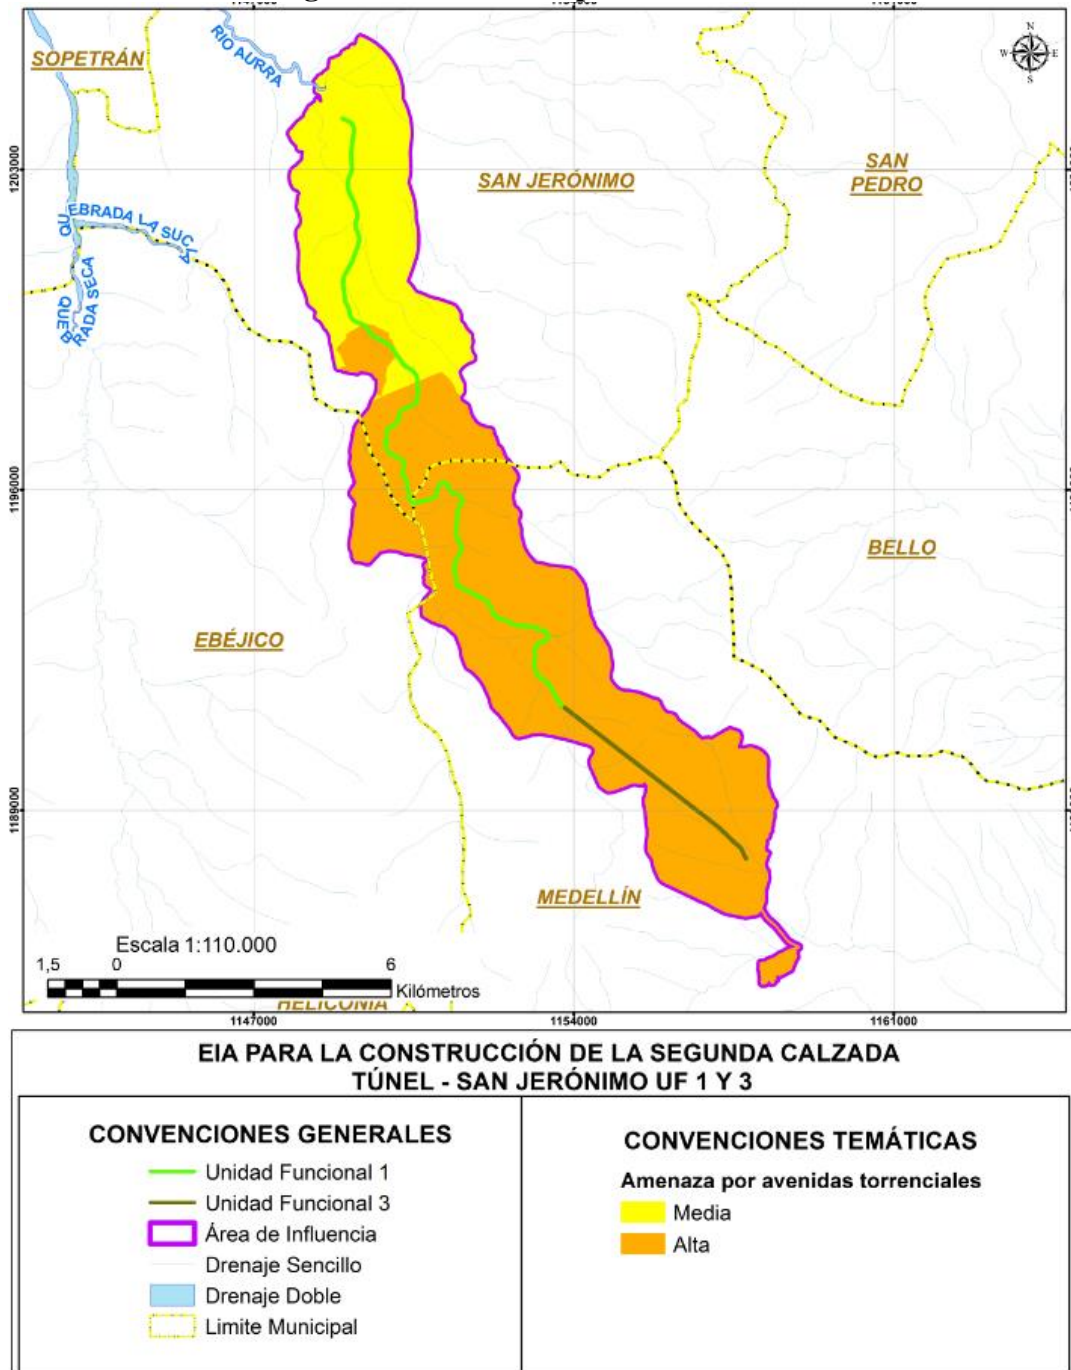 SOPETRÁN
RIO AURRA
N
W E
S
SAN JERÓNIMO
SAN
PEDRO
1203000
QUEBRADA LA SUCIA
QUEBRADA SECA
1196000
BELLO
EBÉJICO
1189000
MEDELLÍN
Escala 1:110.000
1,5 0 6
Kilómetros
HELICONIA
1147000 1154000 1161000
EIA PARA LA CONSTRUCCIÓN DE LA SEGUNDA CALZADA
TÚNEL - SAN JERÓNIMO UF 1 Y 3
CONVENCIONES GENERALES
Unidad Funcional 1
Unidad Funcional 3
Área de Influencia
Drenaje Sencillo
Drenaje Doble
Limite Municipal
CONVENCIONES TEMÁTICAS
Amenaza por avenidas torrenciales
Media
Alta